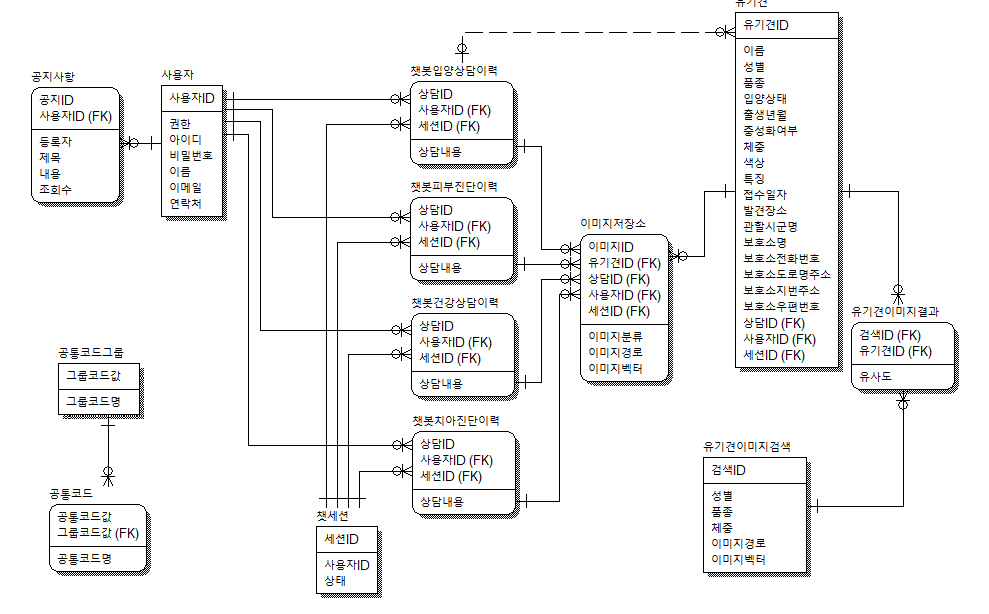 공지사항
공지ID
사용자ID (FK)
등록자
제목
내용
조회수
사용자
사용자ID
권한
아이디
비밀번호
이름
이메일
연락처
챗봇입양상담이력
상담ID
사용자ID (FK)
세션ID (FK)
상담내용
챗봇피부진단이력
상담ID
사용자ID (FK)
세션ID (FK)
상담내용
챗봇건강상담이력
상담ID
사용자ID (FK)
세션ID (FK)
상담내용
챗봇치아진단이력
상담ID
사용자ID (FK)
세션ID (FK)
상담내용
챗세션
세션ID
사용자ID
상태
공통코드그룹
그룹코드값
그룹코드명
공통코드
공통코드값
그룹코드값 (FK)
공통코드명
이미지저장소
이미지ID
유기견ID (FK)
상담ID (FK)
사용자ID (FK)
세션ID (FK)
이미지분류
이미지경로
이미지벡터
유기견
유기견ID
이름
성별
품종
입양상태
출생년월
중성화여부
체중
색상
특징
접수일자
발견장소
관할시군명
보호소명
보호소전화번호
보호소도로명주소
보호소지번주소
보호소우편번호
상담ID (FK)
사용자ID (FK)
세션ID (FK)
유기견이미지결과
검색ID (FK)
유기견ID (FK)
유사도
유기견이미지검색
검색ID
성별
품종
체중
이미지경로
이미지벡터